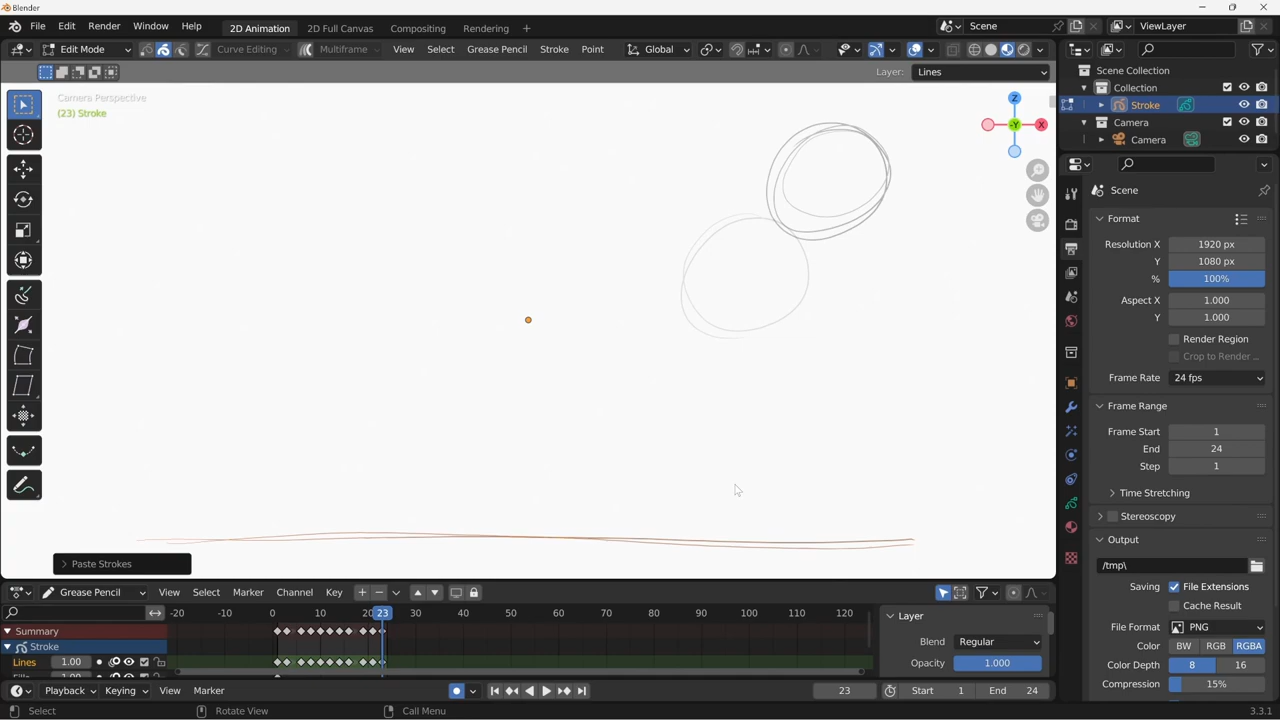 Blender
File Edit Render Window Help 2D Animation 2D Full Canvas Compositing Rendering + Scene ViewLayer
Edit Mode Curve Editing Multiframe View Select Grease Pencil Stroke Point Global
Layer: Lines
Camera Perspective
(23) Stroke
Z
-Y
X
Scene Collection
Collection
Stroke
Camera
Camera
Scene
Format
Resolution X 1920 px
Y 1080 px
% 100%
Aspect X 1.000
Y 1.000
Render Region
Crop to Render ...
Frame Rate 24 fps
Frame Range
Frame Start 1
End 24
Step 1
Time Stretching
Stereoscopy
Output
/tmp\
Saving File Extensions
Cache Result
File Format PNG
Color BW RGB RGBA
Color Depth 8 16
Compression 15%
Paste Strokes
Grease Pencil View Select Marker Channel Key
-20 -10 0 10 20 23 30 40 50 60 70 80 90 100 110 120
Summary
Stroke
Lines 1.00
Layer
Blend Regular
Opacity 1.000
Playback Keying View Marker 23 Start 1 End 24
Select Rotate View Call Menu 3.3.1